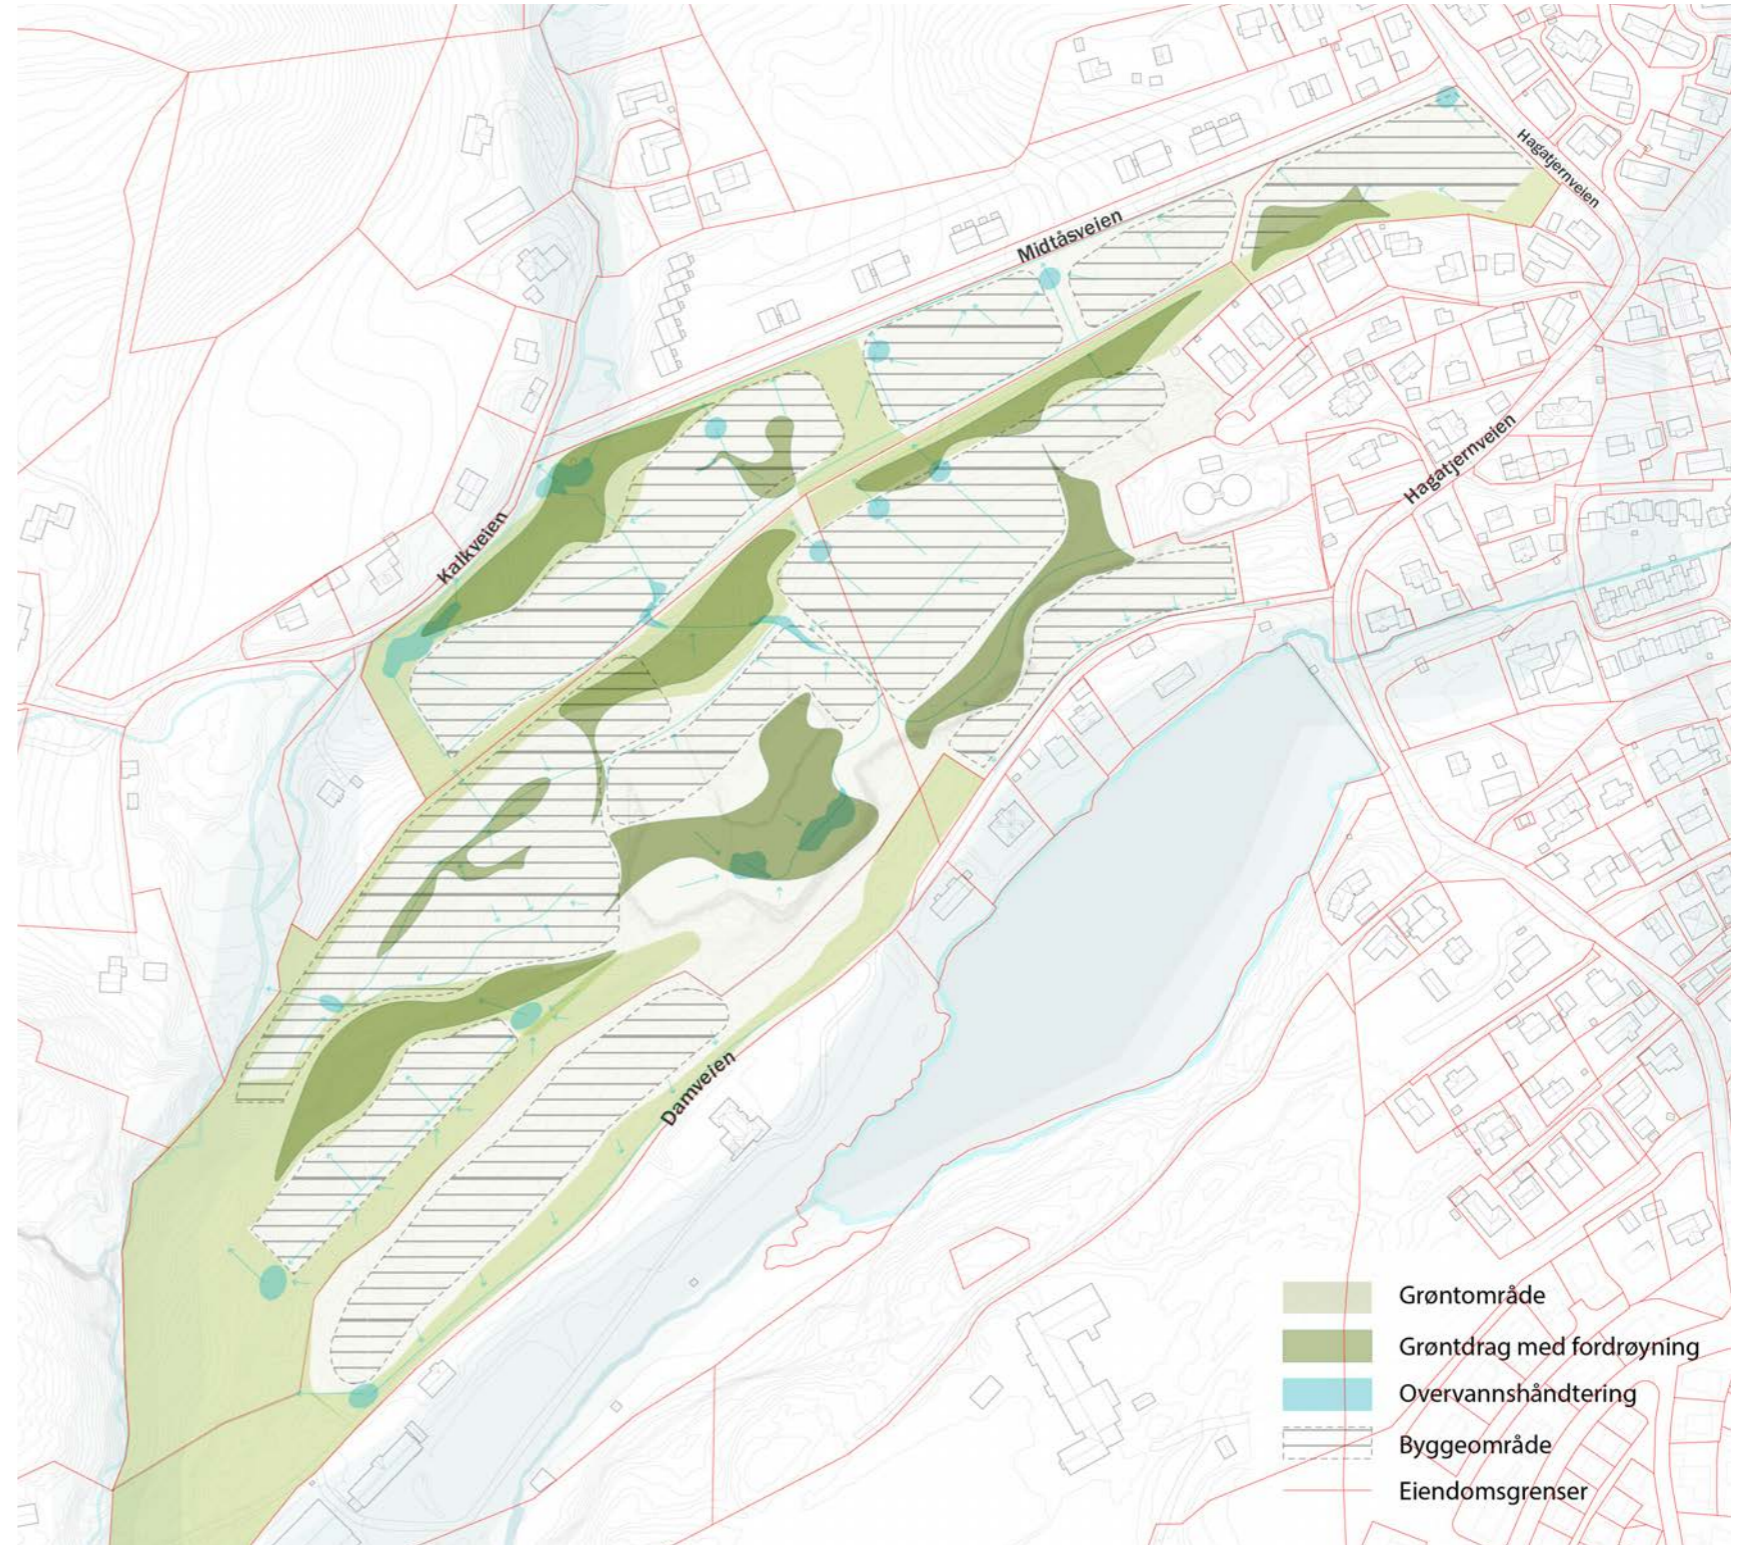 Hagatjernveien
Midtåsveien
Hagatjernveien
Kalkveien
Damveien
Grøntområde
Grøntdrag med fordrøyning
Overvannshåndtering
Byggeområde
Eiendomsgrenser